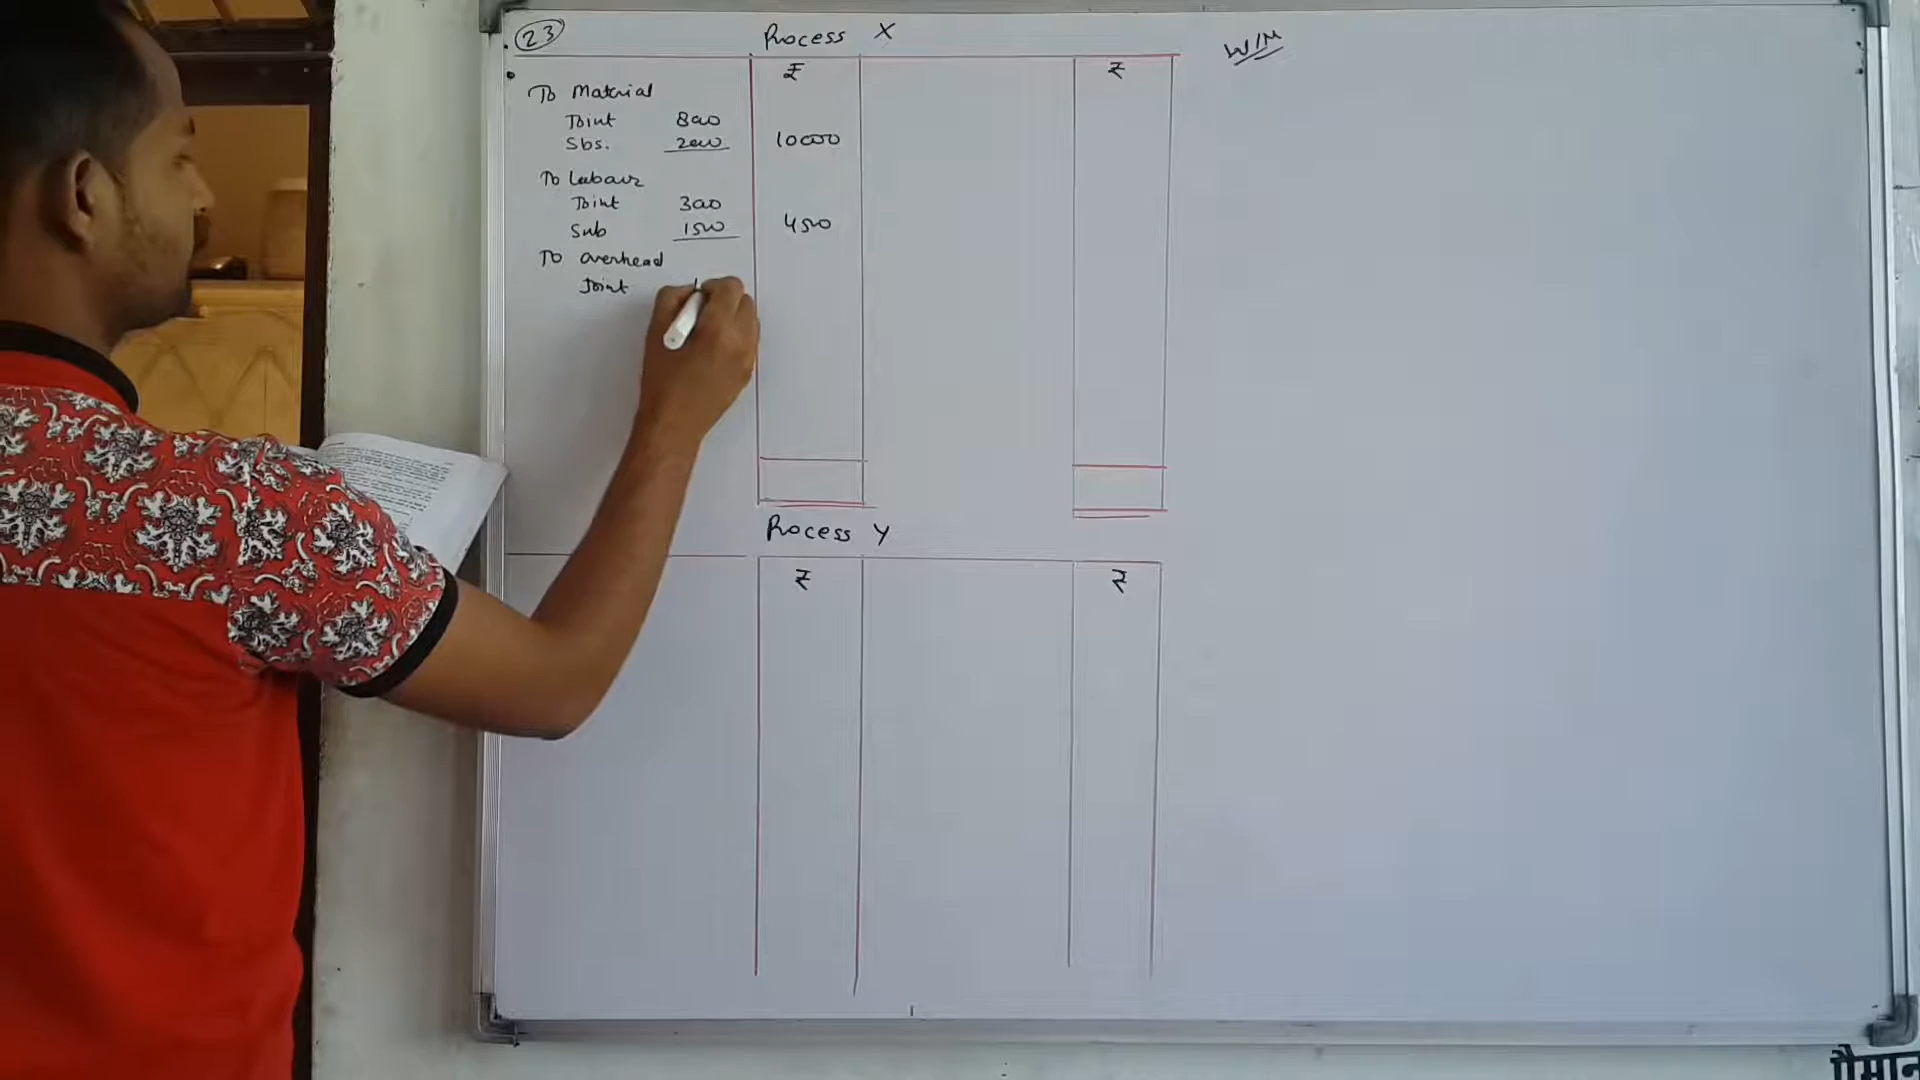 23 Process X W/N
₹ ₹
To Material
Joint 8000
Sbs. 2000 10000
To Labour
Joint 3000
Sub 1500 4500
To overhead
Joint
Process Y
₹ ₹